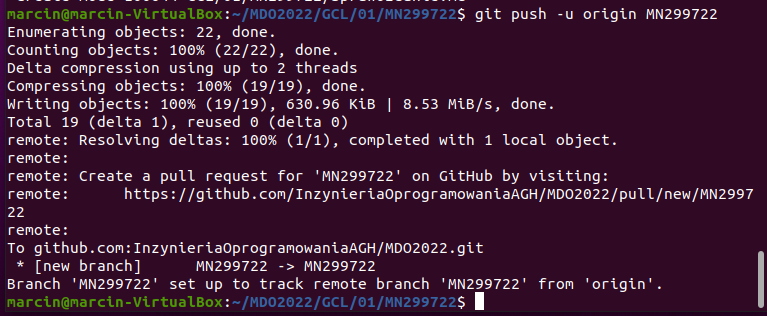 marcin@marcin-VirtualBox:~/MDO2022/GCL/01/MN299722$ git push -u origin MN299722
Enumerating objects: 22, done.
Counting objects: 100% (22/22), done.
Delta compression using up to 2 threads
Compressing objects: 100% (19/19), done.
Writing objects: 100% (19/19), 630.96 KiB | 8.53 MiB/s, done.
Total 19 (delta 1), reused 0 (delta 0)
remote: Resolving deltas: 100% (1/1), completed with 1 local object.
remote:
remote: Create a pull request for 'MN299722' on GitHub by visiting:
remote:      https://github.com/InzynieriaOprogramowaniaAGH/MDO2022/pull/new/MN2997
22
remote:
To github.com:InzynieriaOprogramowaniaAGH/MDO2022.git
 * [new branch]      MN299722 -> MN299722
Branch 'MN299722' set up to track remote branch 'MN299722' from 'origin'.
marcin@marcin-VirtualBox:~/MDO2022/GCL/01/MN299722$